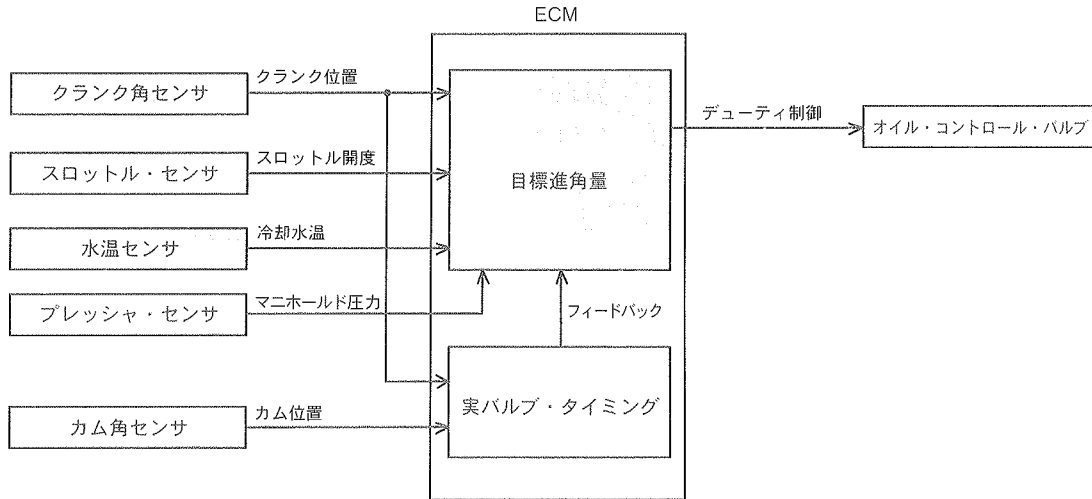 ECM
クランク角センサ
クランク位置
スロットル・センサ
スロットル開度
水温センサ
冷却水温
プレッシャ・センサ
マニホールド圧力
カム角センサ
カム位置
目標進角量
フィードバック
実バルブ・タイミング
デューティ制御
オイル・コントロール・バルブ